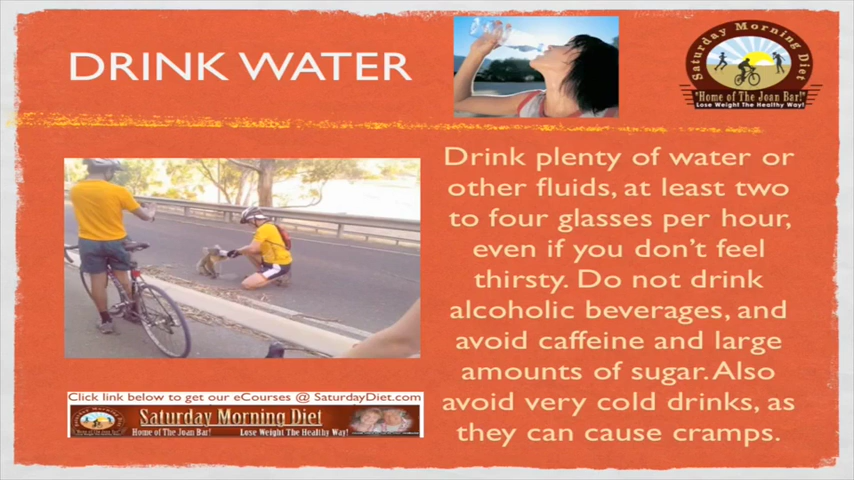 DRINK WATER
Saturday Morning Diet
"Home of The Joan Bar!"
Lose Weight The Healthy Way!
Drink plenty of water or
other fluids, at least two
to four glasses per hour,
even if you don't feel
thirsty. Do not drink
alcoholic beverages, and
avoid caffeine and large
amounts of sugar. Also
avoid very cold drinks, as
they can cause cramps.
Click link below to get our eCourses @ SaturdayDiet.com
Saturday Morning Diet
Home of The Joan Bar! Lose Weight The Healthy Way!